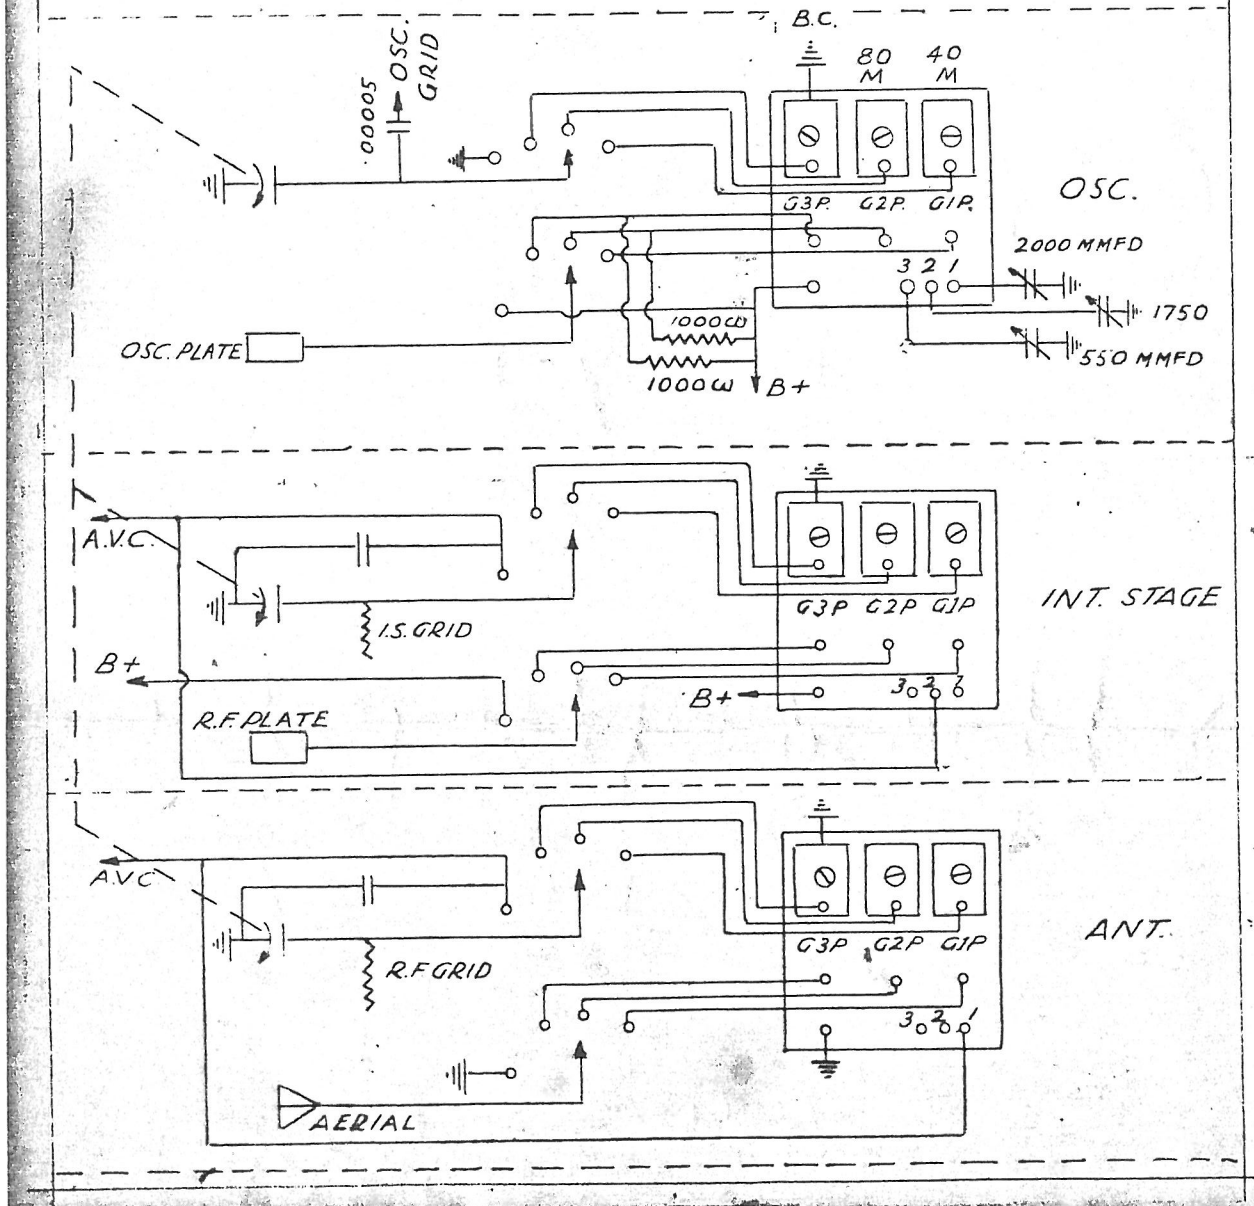 B.C.
80 M
40 M
.00005
OSC. GRID
G3P. G2P. G1P.
OSC.
3 2 1
2000 MMFD
1750
550 MMFD
OSC. PLATE
1000 ω
1000 ω
B+
A.V.C.
I.S. GRID
G3P G2P G1P
INT. STAGE
B+
B+
3 2 1
R.F. PLATE
A.V.C
R.F GRID
G3P G2P G1P
ANT.
3 2 1
AERIAL